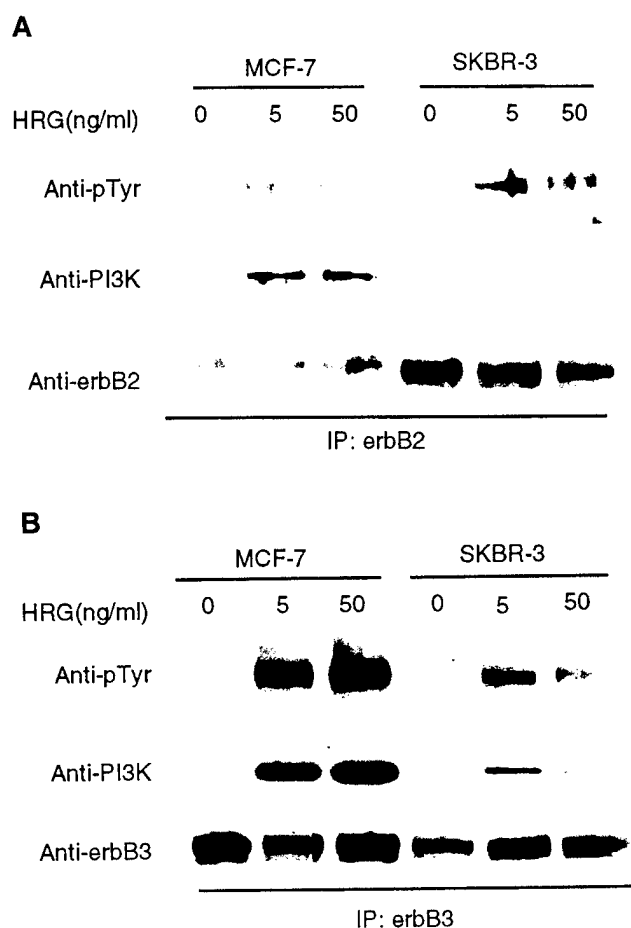 A
MCF-7 SKBR-3
HRG(ng/ml) 0 5 50 0 5 50
Anti-pTyr
Anti-PI3K
Anti-erbB2
IP: erbB2
B
MCF-7 SKBR-3
HRG(ng/ml) 0 5 50 0 5 50
Anti-pTyr
Anti-PI3K
Anti-erbB3
IP: erbB3